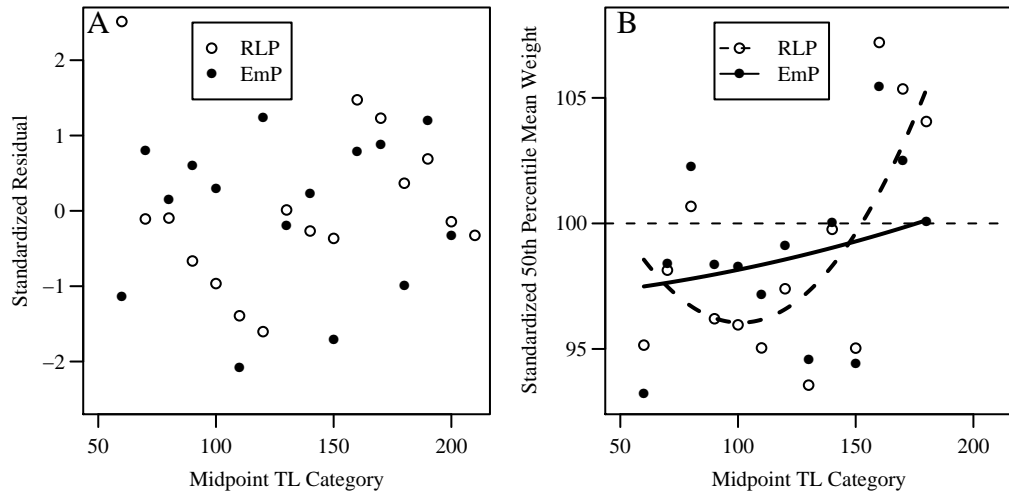 A
RLP
EmP
Standardized Residual
2
1
0
−1
−2
50
100
150
200
Midpoint TL Category
B
RLP
EmP
Standardized 50th Percentile Mean Weight
105
100
95
50
100
150
200
Midpoint TL Category